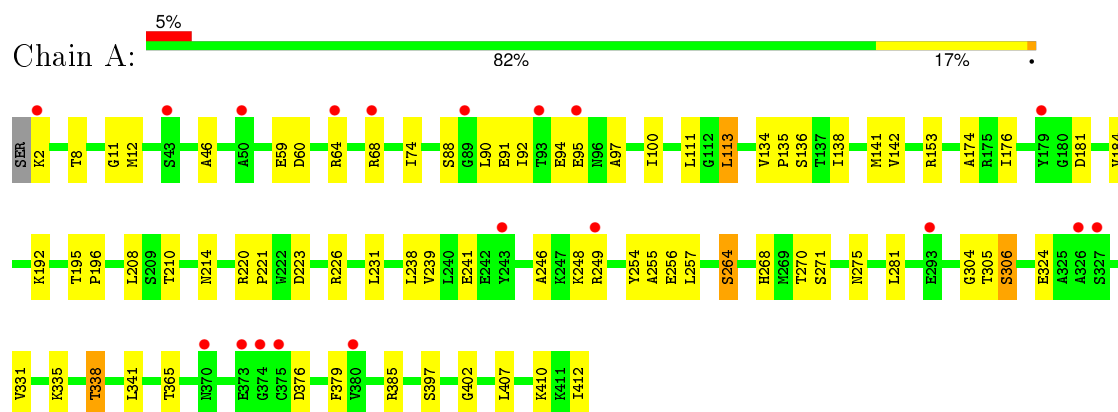 5%
Chain A:
82% 17% •
SER K2 T8 G11 M12 S43 A46 A50 E59 D60 R64 R68 I74 S88 G89 L90 E91 I92 T93 E94 E95 N96 A97 I100 L111 G112 L113 V134 P135 S136 T137 I138 M141 V142 R153 A174 R175 I176 Y179 G180 D181 V184
K192 T195 P196 L208 S209 T210 N214 R220 P221 W222 D223 R226 L231 L238 V239 L240 E241 E242 Y243 A246 K247 K248 R249 Y254 A255 E256 L257 S264 H268 M269 T270 S271 N275 L281 E293 G304 T305 S306 E324 A325 A326 S327
V331 K335 T338 L341 T365 N370 E373 G374 C375 D376 F379 V380 R385 S397 G402 L407 K410 K411 I412